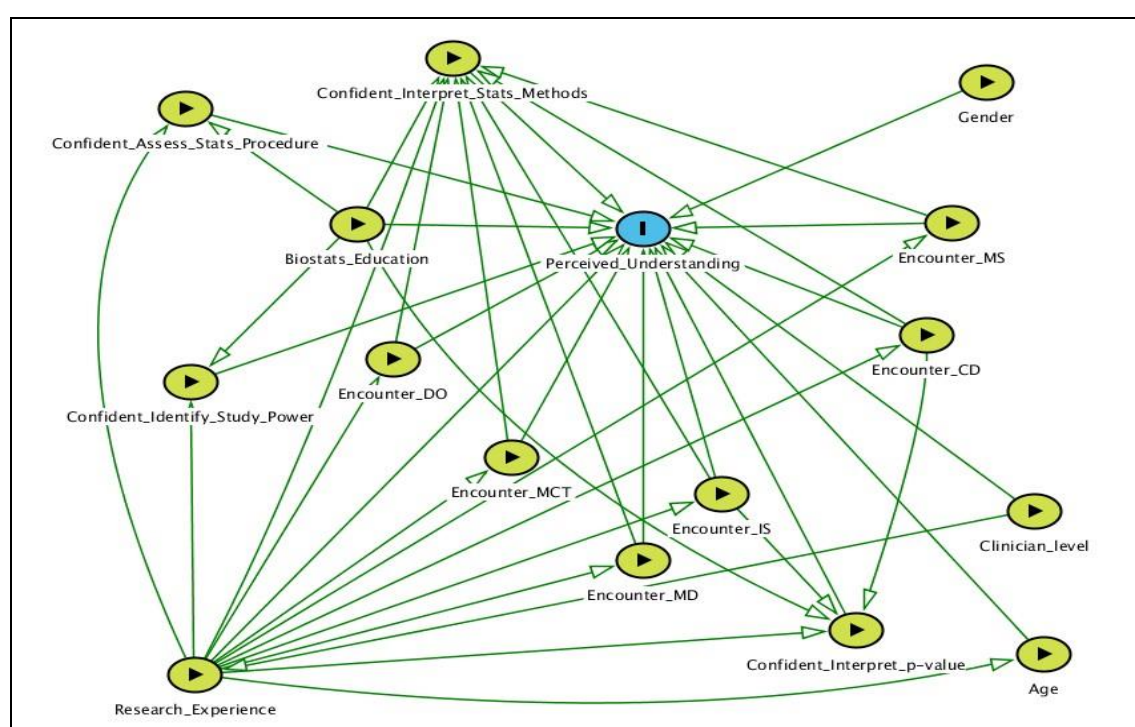 Confident_Interpret_Stats_Methods
Gender
Confident_Assess_Stats_Procedure
Biostats_Education
Perceived_Understanding
Encounter_MS
Encounter_CD
Encounter_DO
Confident_Identify_Study_Power
Encounter_MCT
Encounter_IS
Clinician_level
Encounter_MD
Confident_Interpret_p-value
Age
Research_Experience